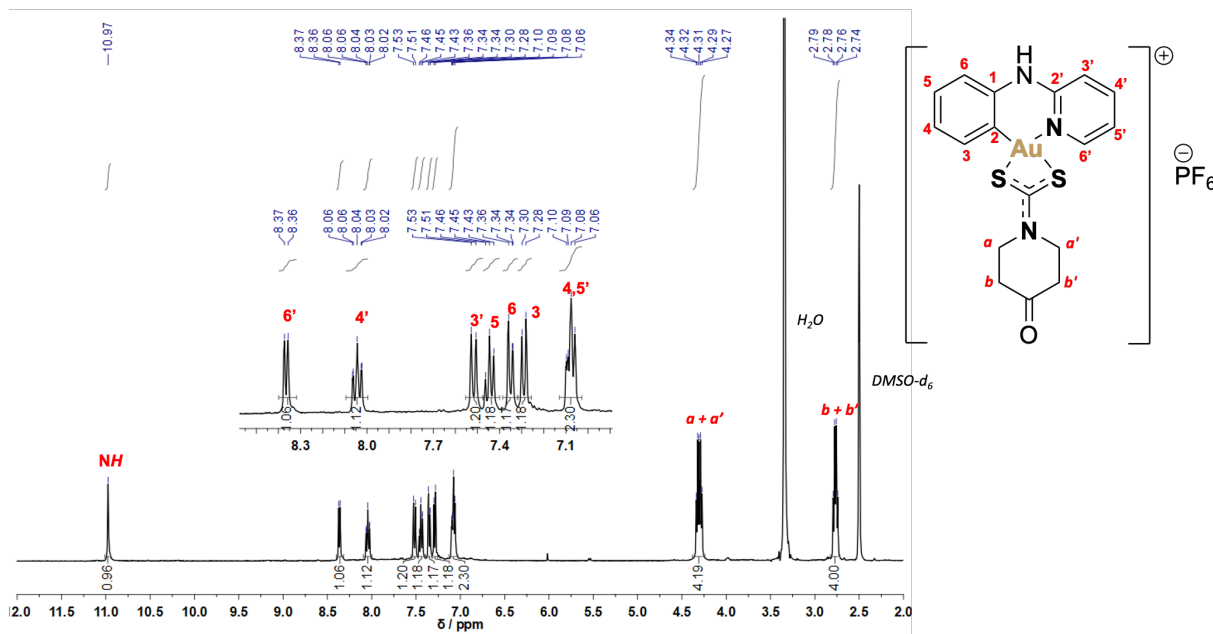 10.97
8.37 8.36 8.06 8.06 8.04 8.03 8.02 7.53 7.51 7.46 7.45 7.43 7.36 7.34 7.34 7.30 7.28 7.10 7.09 7.08 7.06
4.34 4.32 4.31 4.29 4.27
2.79 2.78 2.76 2.74
8.37 8.36 8.06 8.06 8.04 8.03 8.02 7.53 7.51 7.46 7.45 7.43 7.36 7.34 7.34 7.30 7.28 7.10 7.09 7.08 7.06
6' 4' 3' 5 6 3 4,5'
1.06 1.12 1.20 1.18 1.17 1.18 2.30
8.3 8.0 7.7 7.4 7.1
NH
a + a'
H2O
b + b'
DMSO-d6
0.96 1.06 1.12 1.20 1.18 1.17 1.18 2.30 4.19 4.00
2.0 11.5 11.0 10.5 10.0 9.5 9.0 8.5 8.0 7.5 7.0 6.5 6.0 5.5 5.0 4.5 4.0 3.5 3.0 2.5 2.0
δ / ppm
H
N
6 1 2' 3'
5 4'
4 2 N 5'
3 Au 6'
S S
N
a a'
b b'
O
⊕
⊖
PF6